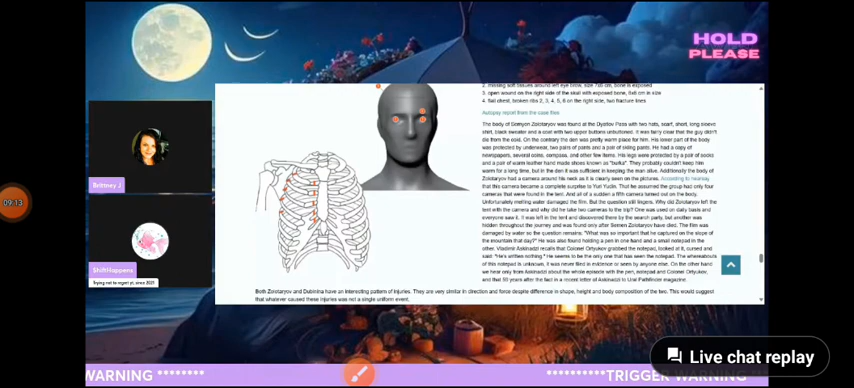 HOLD
PLEASE
2. missing soft tissues around left eye brow, size 7x6 cm, bone is exposed
3. open around on the right side of the skull with exposed bone, 8x6 cm in size
4. flail chest, broken ribs 2, 3, 4, 5, 6 on the right side, two fracture lines
Autopsy report from the case files
The body of Semyon Zolotaryov was found at the Dyatlov Pass with two hats, scarf, short, long sleeve
shirt, black sweater and a coat with two upper buttons unbuttoned. It was fairly clear that the guy didn't
die from the cold. On the contrary the den was pretty warm place for him. His lower part of the body
was protected by underwear, two pairs of pants and a pair of skiing pants. He had a copy of
newspapers, several coins, compass, and other few items. His legs were protected by a pair of socks
and a pair of warm leather hand made shoes known as "burka". They probably couldn't keep him
warm for a long time, but in the den it was sufficient in keeping the man alive. Additionally the body of
Zolotaryov had a camera around his neck as it is clearly seen on the pictures. According to hearsay
that this camera became a complete surprise to Yuri Yudin. That he assumed the group had only four
cameras that were found in the tent. And all of a sudden a fifth camera turned out on the body.
Unfortunately melting water damaged the film. But the question still lingers. Why did Zolotaryov left the
tent with the camera and why did he take two cameras to the trip? One was used on daily basis and
everyone saw it. It was left in the tent and discovered there by the search party, but another was
hidden throughout the journey and was found only after Semen Zolotaryov have died. The film was
damaged by water so the question remains. "What was so important that he captured on the slope of
the mountain that day?" He was also found holding a pen in one hand and a small notepad in the
other. Vladimir Askinadzi recalls that Colonel Ortyukov grabbed the notepad, looked at it, cursed and
said: "He's written nothing." He seems to be the only one that has seen the notepad. The whereabouts
of this notepad is unknown, it was never filed in evidence or seen by anyone else. On the other hand
we hear only from Askinadzi about the whole episode with the pen, notepad and Colonel Ortyukov,
and that 50 years after the fact in a recent letter of Askinadzi to Ural Pathfinder magazine.
Both Zolotaryov and Dubinina have an interesting pattern of injuries. They are very similar in direction and force despite difference in shape, height and body composition of the two. This would suggest
that whatever caused these injuries was not a single uniform event.
Brittney J
09:13
ShiftHappens
Trying not to regret yt, since 2021
Live chat replay
WARNING ********
**********TRIGGER WARNING